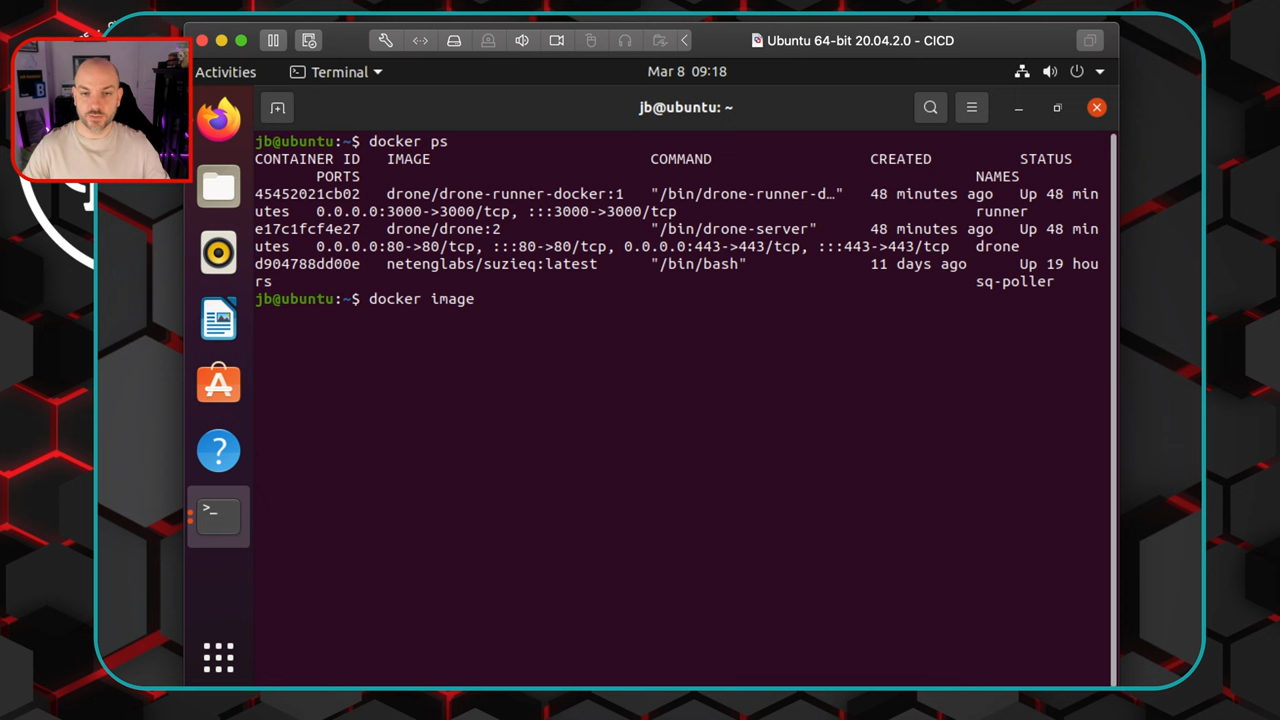 Ubuntu 64-bit 20.04.2.0 - CICD
Activities
Terminal
Mar 8 09:18
jb@ubuntu: ~
jb@ubuntu:~$ docker ps
CONTAINER ID   IMAGE                          COMMAND                  CREATED          STATUS
       PORTS                                                                       NAMES
45452021cb02   drone/drone-runner-docker:1   "/bin/drone-runner-d…"   48 minutes ago   Up 48 min
utes   0.0.0.0:3000->3000/tcp, :::3000->3000/tcp                                  runner
e17c1fcf4e27   drone/drone:2                 "/bin/drone-server"      48 minutes ago   Up 48 min
utes   0.0.0.0:80->80/tcp, :::80->80/tcp, 0.0.0.0:443->443/tcp, :::443->443/tcp   drone
d904788dd00e   netenglabs/suzieq:latest      "/bin/bash"              11 days ago      Up 19 hou
rs                                                                                sq-poller
jb@ubuntu:~$ docker image